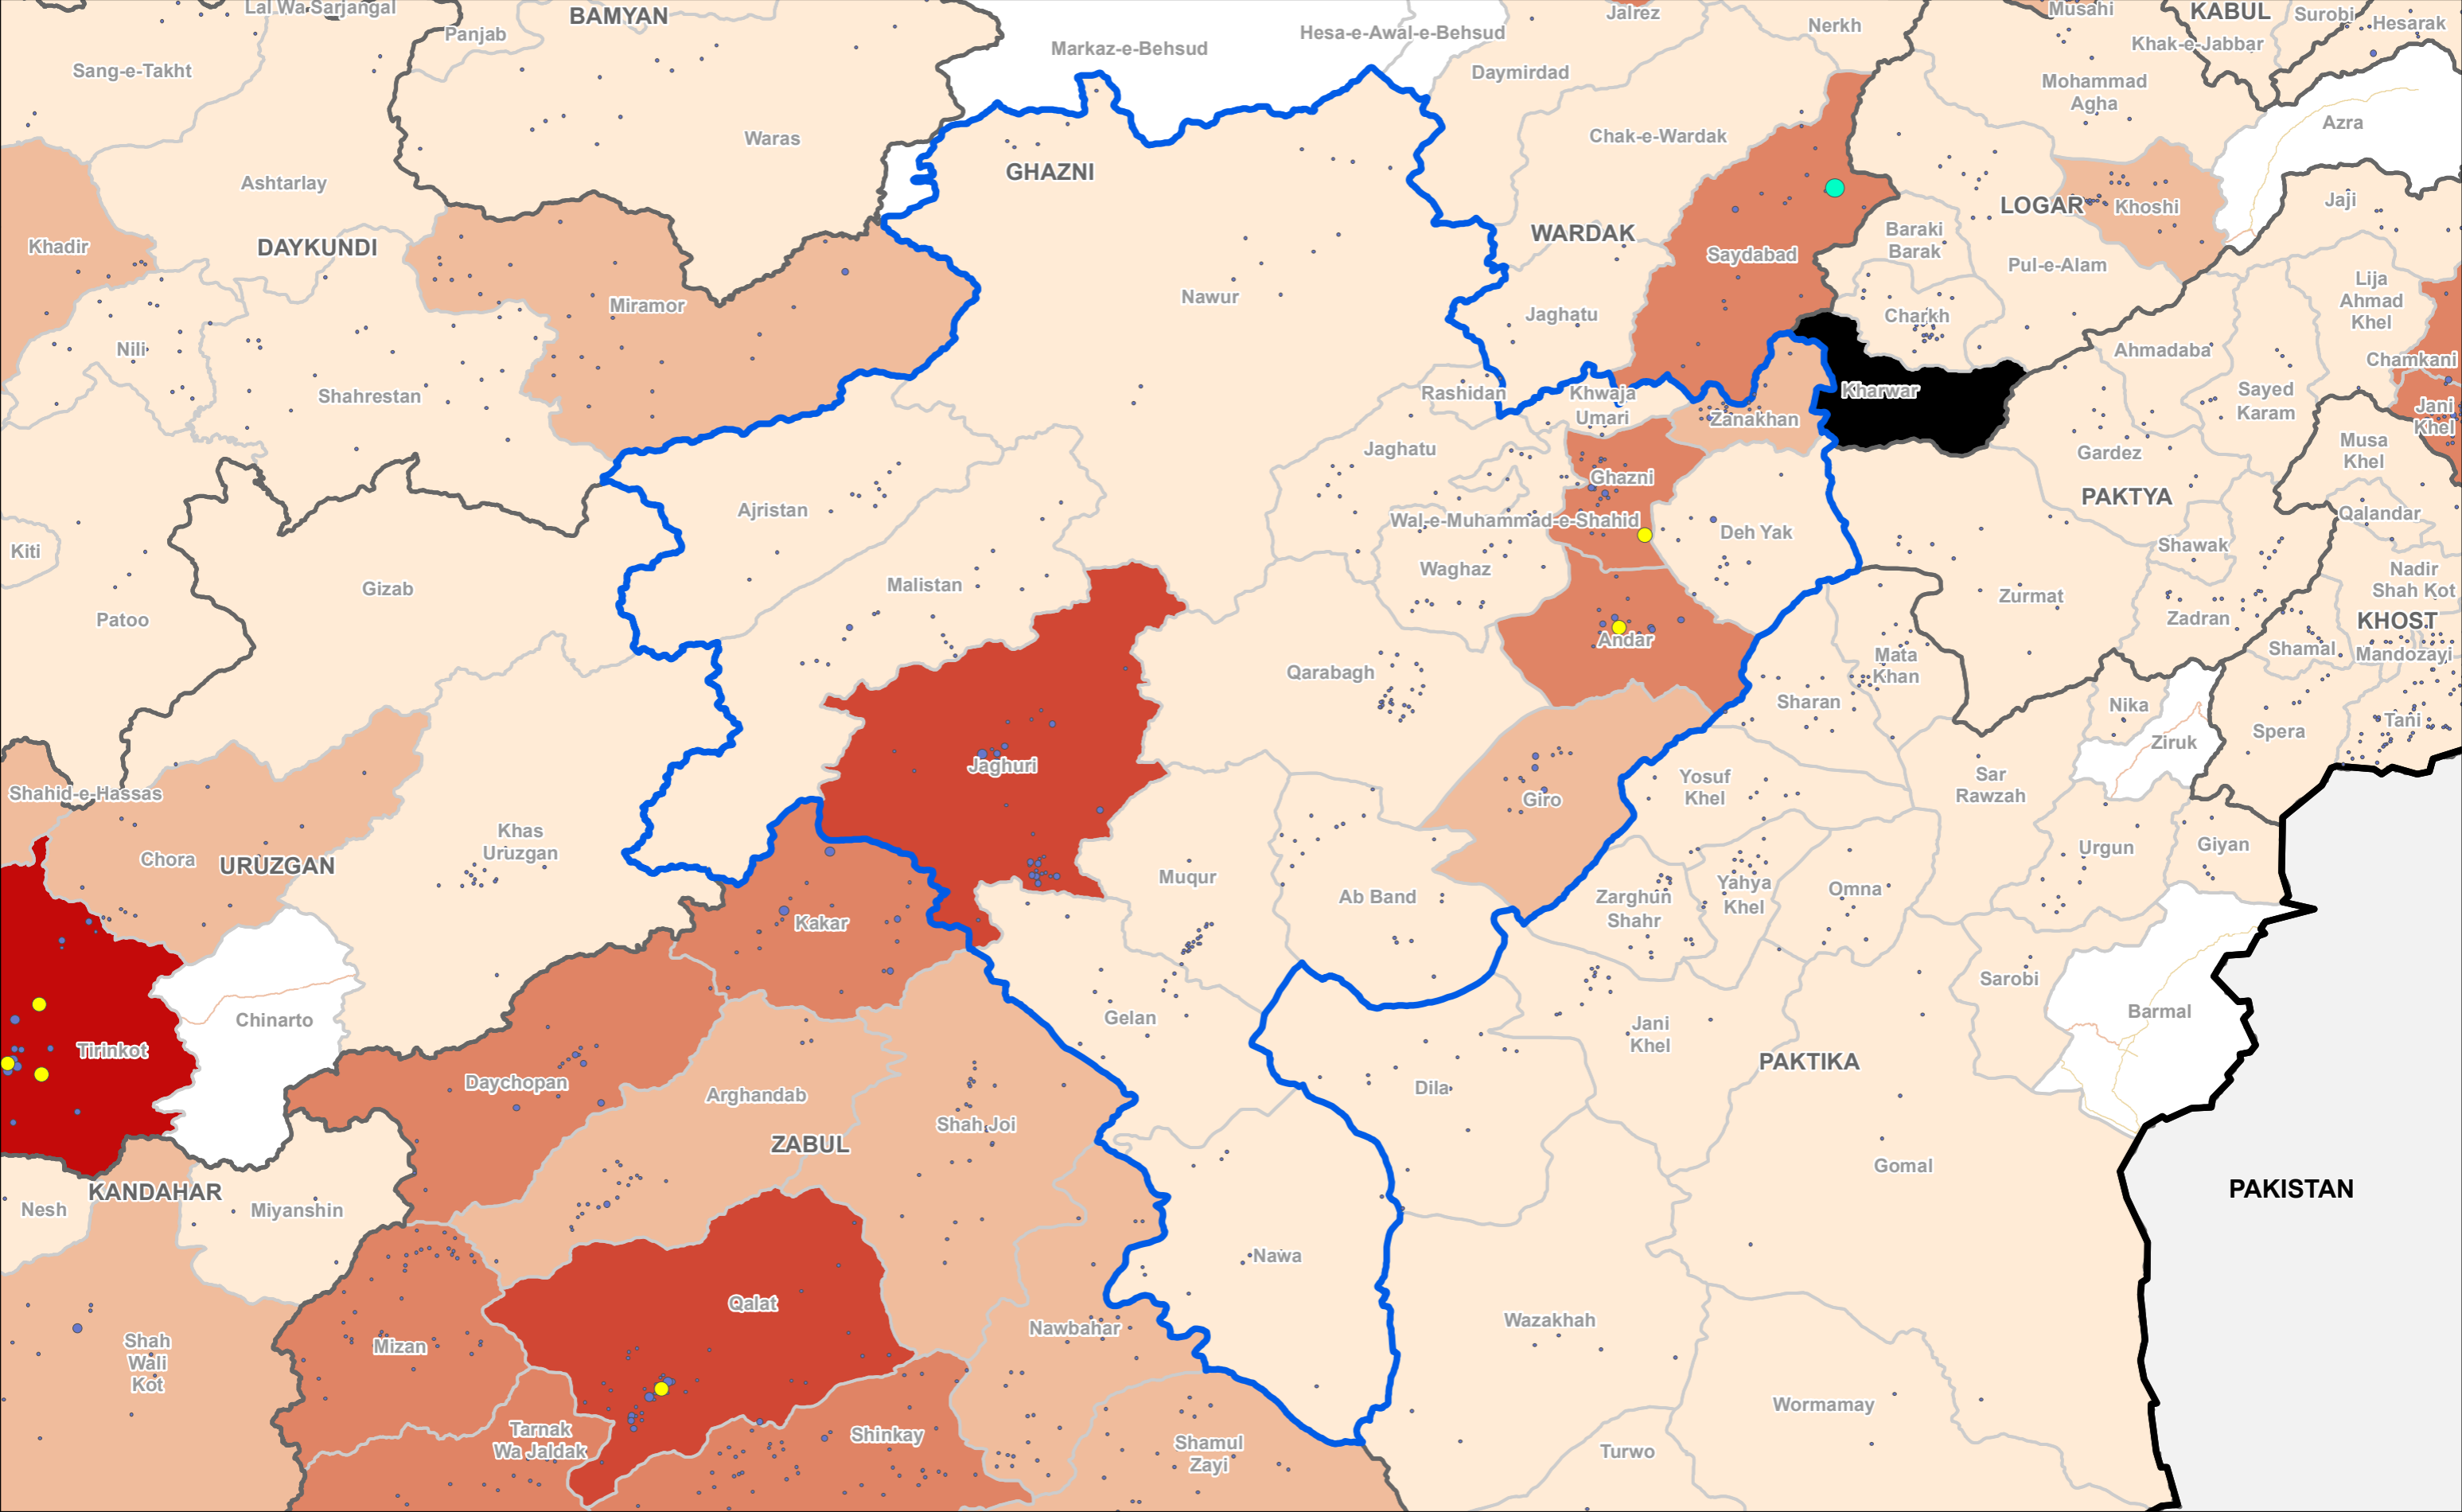 Lal Wa Sarjangal
BAMYAN
Panjab
Sang-e-Takht
Markaz-e-Behsud
Hesa-e-Awal-e-Behsud
Jalrez
Nerkh
Daymirdad
Musahi
KABUL
Surobi
Hesarak
Khak-e-Jabbar
Mohammad
Agha
Azra
Waras
GHAZNI
Chak-e-Wardak
Ashtarlay
Khadir
DAYKUNDI
WARDAK
LOGAR
Khoshi
Jaji
Baraki
Barak
Saydabad
Pul-e-Alam
Miramor
Nawur
Jaghatu
Charkh
Lija
Ahmad
Khel
Nili
Shahrestan
Ahmadaba
Chamkani
Rashidan
Khwaja
Umari
Zanakhan
Kharwar
Sayed
Karam
Jani
Khel
Jaghatu
Gardez
Musa
Khel
Ghazni
PAKTYA
Ajristan
Wal-e-Muhammad-e-Shahid
Deh Yak
Qalandar
Kiti
Shawak
Waghaz
Gizab
Malistan
Zurmat
Nadir
Shah Kot
Patoo
Zadran
KHOST
Andar
Shamal
Mandozayi
Qarabagh
Mata
Khan
Sharan
Nika
Tani
Ziruk
Spera
Jaghuri
Shahid-e-Hassas
Giro
Yosuf
Khel
Sar
Rawzah
Khas
Uruzgan
Chora
URUZGAN
Urgun
Giyan
Muqur
Ab Band
Zarghun
Shahr
Yahya
Khel
Omna
Kakar
Sarobi
Chinarto
Gelan
Jani
Khel
Barmal
Tirinkot
PAKTIKA
Daychopan
Arghandab
Dila
Shah Joi
ZABUL
Gomal
KANDAHAR
Nesh
Miyanshin
PAKISTAN
Nawa
Qalat
Nawbahar
Wazakhah
Shah
Wali
Kot
Mizan
Wormamay
Tarnak
Wa Jaldak
Shinkay
Shamul
Zayi
Turwo